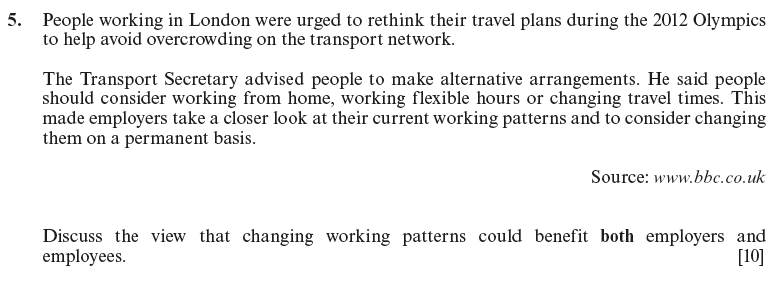 5. People working in London were urged to rethink their travel plans during the 2012 Olympics
to help avoid overcrowding on the transport network.
The Transport Secretary advised people to make alternative arrangements. He said people
should consider working from home, working flexible hours or changing travel times. This
made employers take a closer look at their current working patterns and to consider changing
them on a permanent basis.
Source: www.bbc.co.uk
Discuss the view that changing working patterns could benefit both employers and
employees. [10]